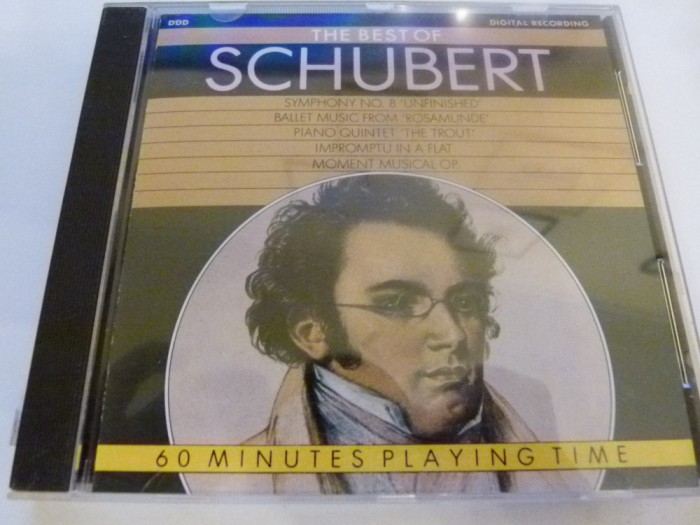 DDD
DIGITAL RECORDING
THE BEST OF
SCHUBERT
SYMPHONY NO. 8 'UNFINISHED'
BALLET MUSIC FROM 'ROSAMUNDE'
PIANO QUINTET 'THE TROUT'
IMPROMPTU IN A FLAT
MOMENT MUSICAL OP.
60 MINUTES PLAYING TIME